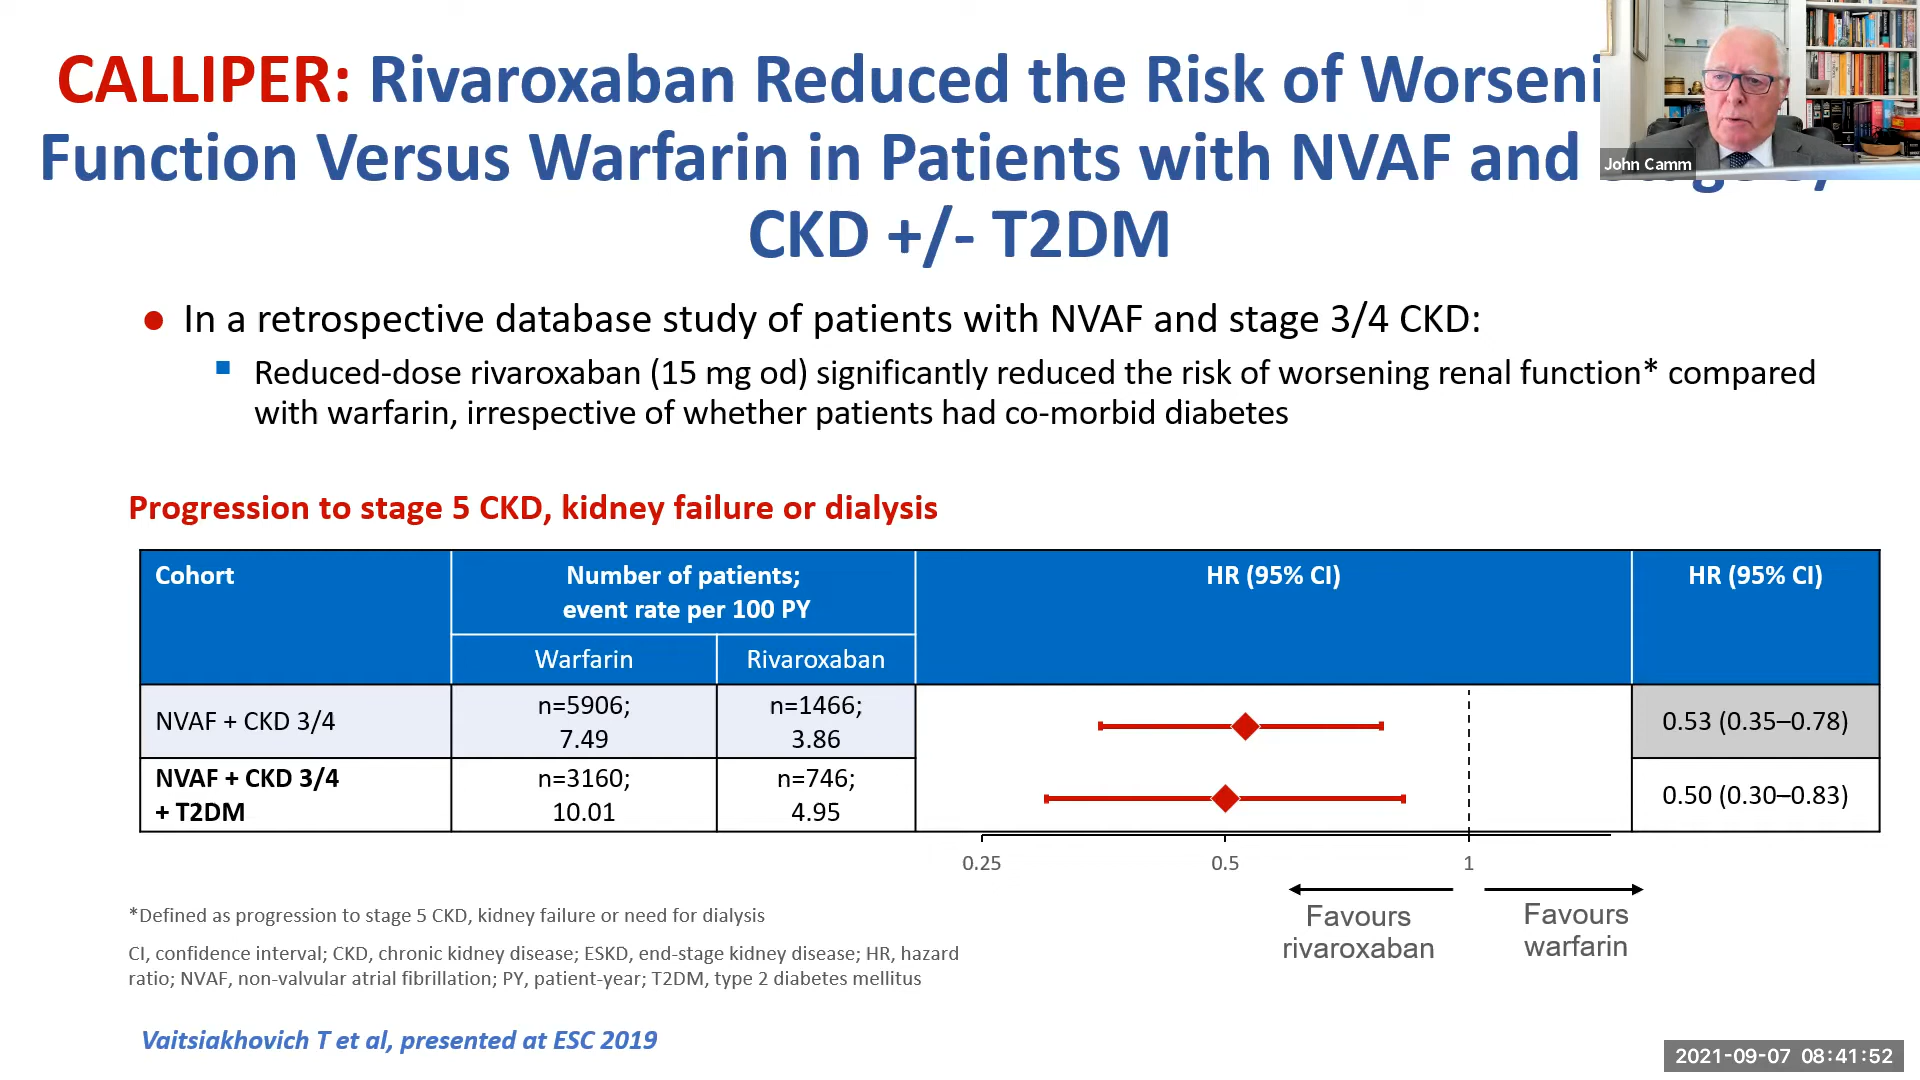 CALLIPER: Rivaroxaban Reduced the Risk of
Function Versus Warfarin in Patients with NVAF and
CKD +/- T2DM
John Camm
● In a retrospective database study of patients with NVAF and stage 3/4 CKD:
▪ Reduced-dose rivaroxaban (15 mg od) significantly reduced the risk of worsening renal function* compared
with warfarin, irrespective of whether patients had co-morbid diabetes
Progression to stage 5 CKD, kidney failure or dialysis
Cohort
Number of patients;
event rate per 100 PY
HR (95% CI)
HR (95% CI)
Warfarin
Rivaroxaban
NVAF + CKD 3/4
n=5906;
7.49
n=1466;
3.86
0.53 (0.35–0.78)
NVAF + CKD 3/4
+ T2DM
n=3160;
10.01
n=746;
4.95
0.50 (0.30–0.83)
0.25
0.5
1
Favours
rivaroxaban
Favours
warfarin
*Defined as progression to stage 5 CKD, kidney failure or need for dialysis
CI, confidence interval; CKD, chronic kidney disease; ESKD, end-stage kidney disease; HR, hazard
ratio; NVAF, non-valvular atrial fibrillation; PY, patient-year; T2DM, type 2 diabetes mellitus
Vaitsiakhovich T et al, presented at ESC 2019
2021-09-07 08:41:52